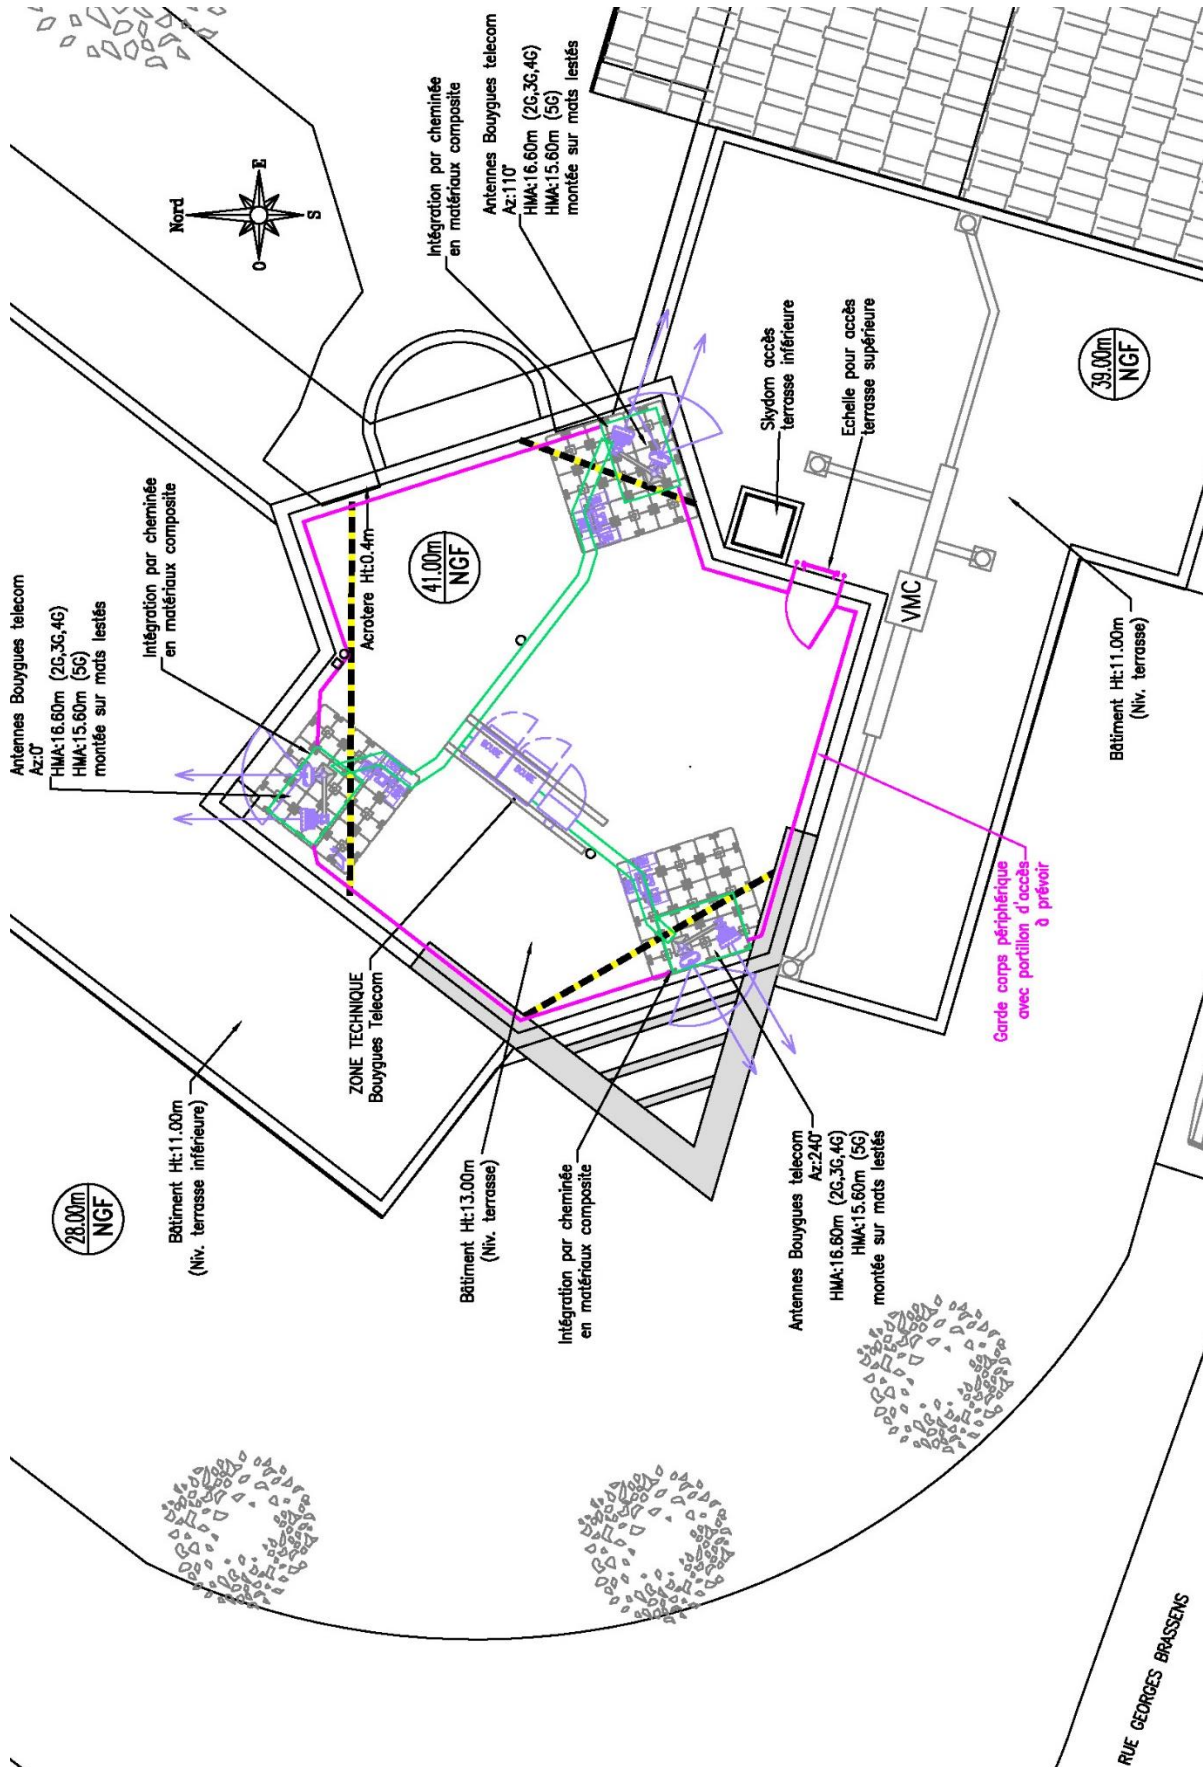 Antennes Bouygues telecom
Az:0°
HMA:16.60m (2G,3G,4G)
HMA:15.60m (5G)
montée sur mats lestés
Intégration par cheminée
en matériaux composite
Nord
E
S
O
Intégration par cheminée
en matériaux composite
Antennes Bouygues telecom
Az:110°
HMA:16.60m (2G,3G,4G)
HMA:15.60m (5G)
montée sur mats lestés
Acrotere Ht:0.4m
41.00m
NGF
Skydom accès
terrasse inférieure
Echelle pour accès
terrasse supérieure
39.00m
NGF
VMC
Bâtiment Ht:11.00m
(Niv. terrasse)
28.00m
NGF
Bâtiment Ht:11.00m
(Niv. terrasse inférieure)
ZONE TECHNIQUE
Bouygues Telecom
Bâtiment Ht:13.00m
(Niv. terrasse)
Intégration par cheminée
en matériaux composite
Antennes Bouygues telecom
Az:240°
HMA:16.60m (2G,3G,4G)
HMA:15.60m (5G)
montée sur mats lestés
Garde corps périphérique
avec portillon d'accès
à prévoir
RUE GEORGES BRASSENS